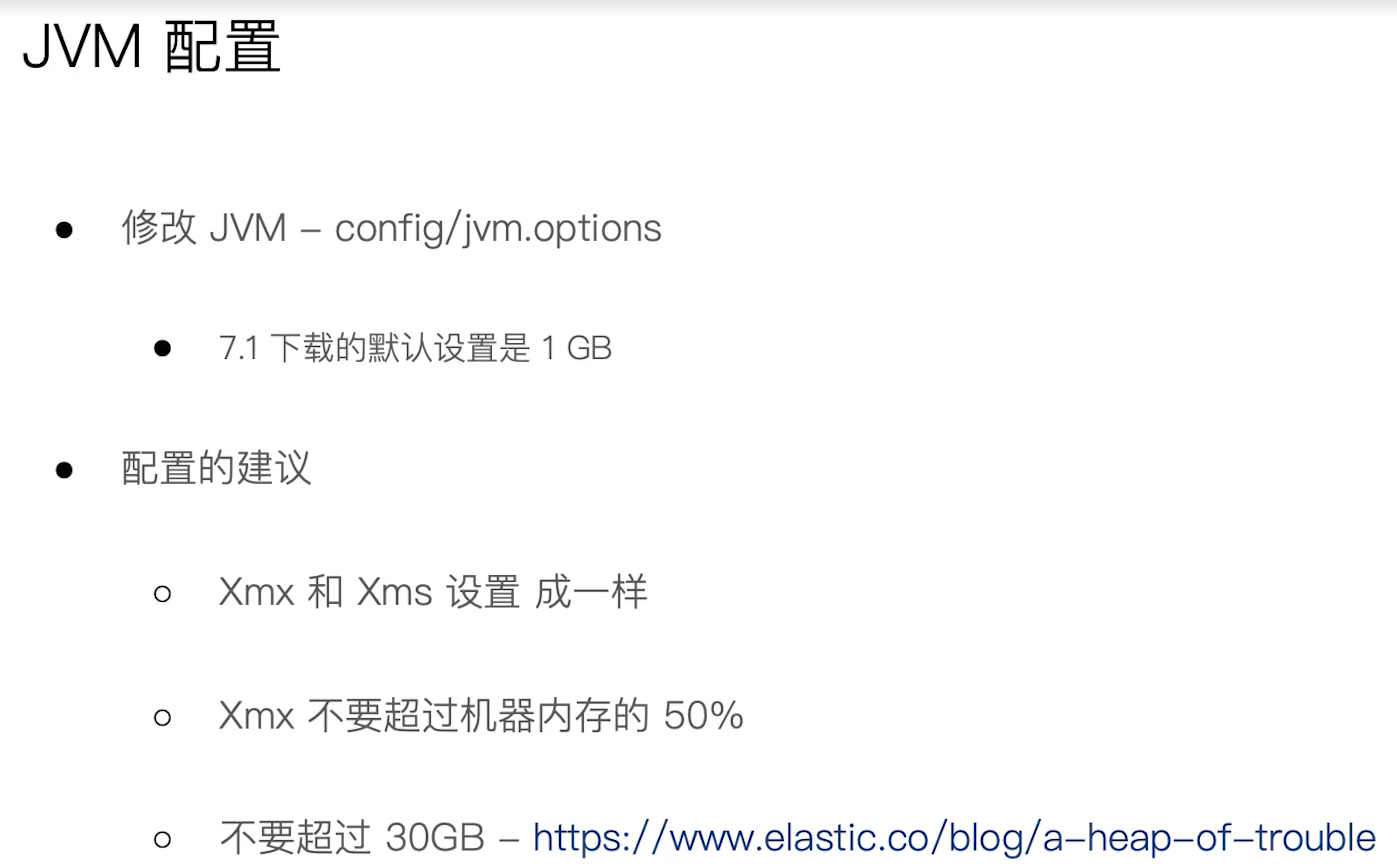 JVM 配置
修改 JVM – config/jvm.options
7.1 下载的默认设置是 1 GB
配置的建议
Xmx 和 Xms 设置 成一样
Xmx 不要超过机器内存的 50%
不要超过 30GB – https://www.elastic.co/blog/a-heap-of-trouble